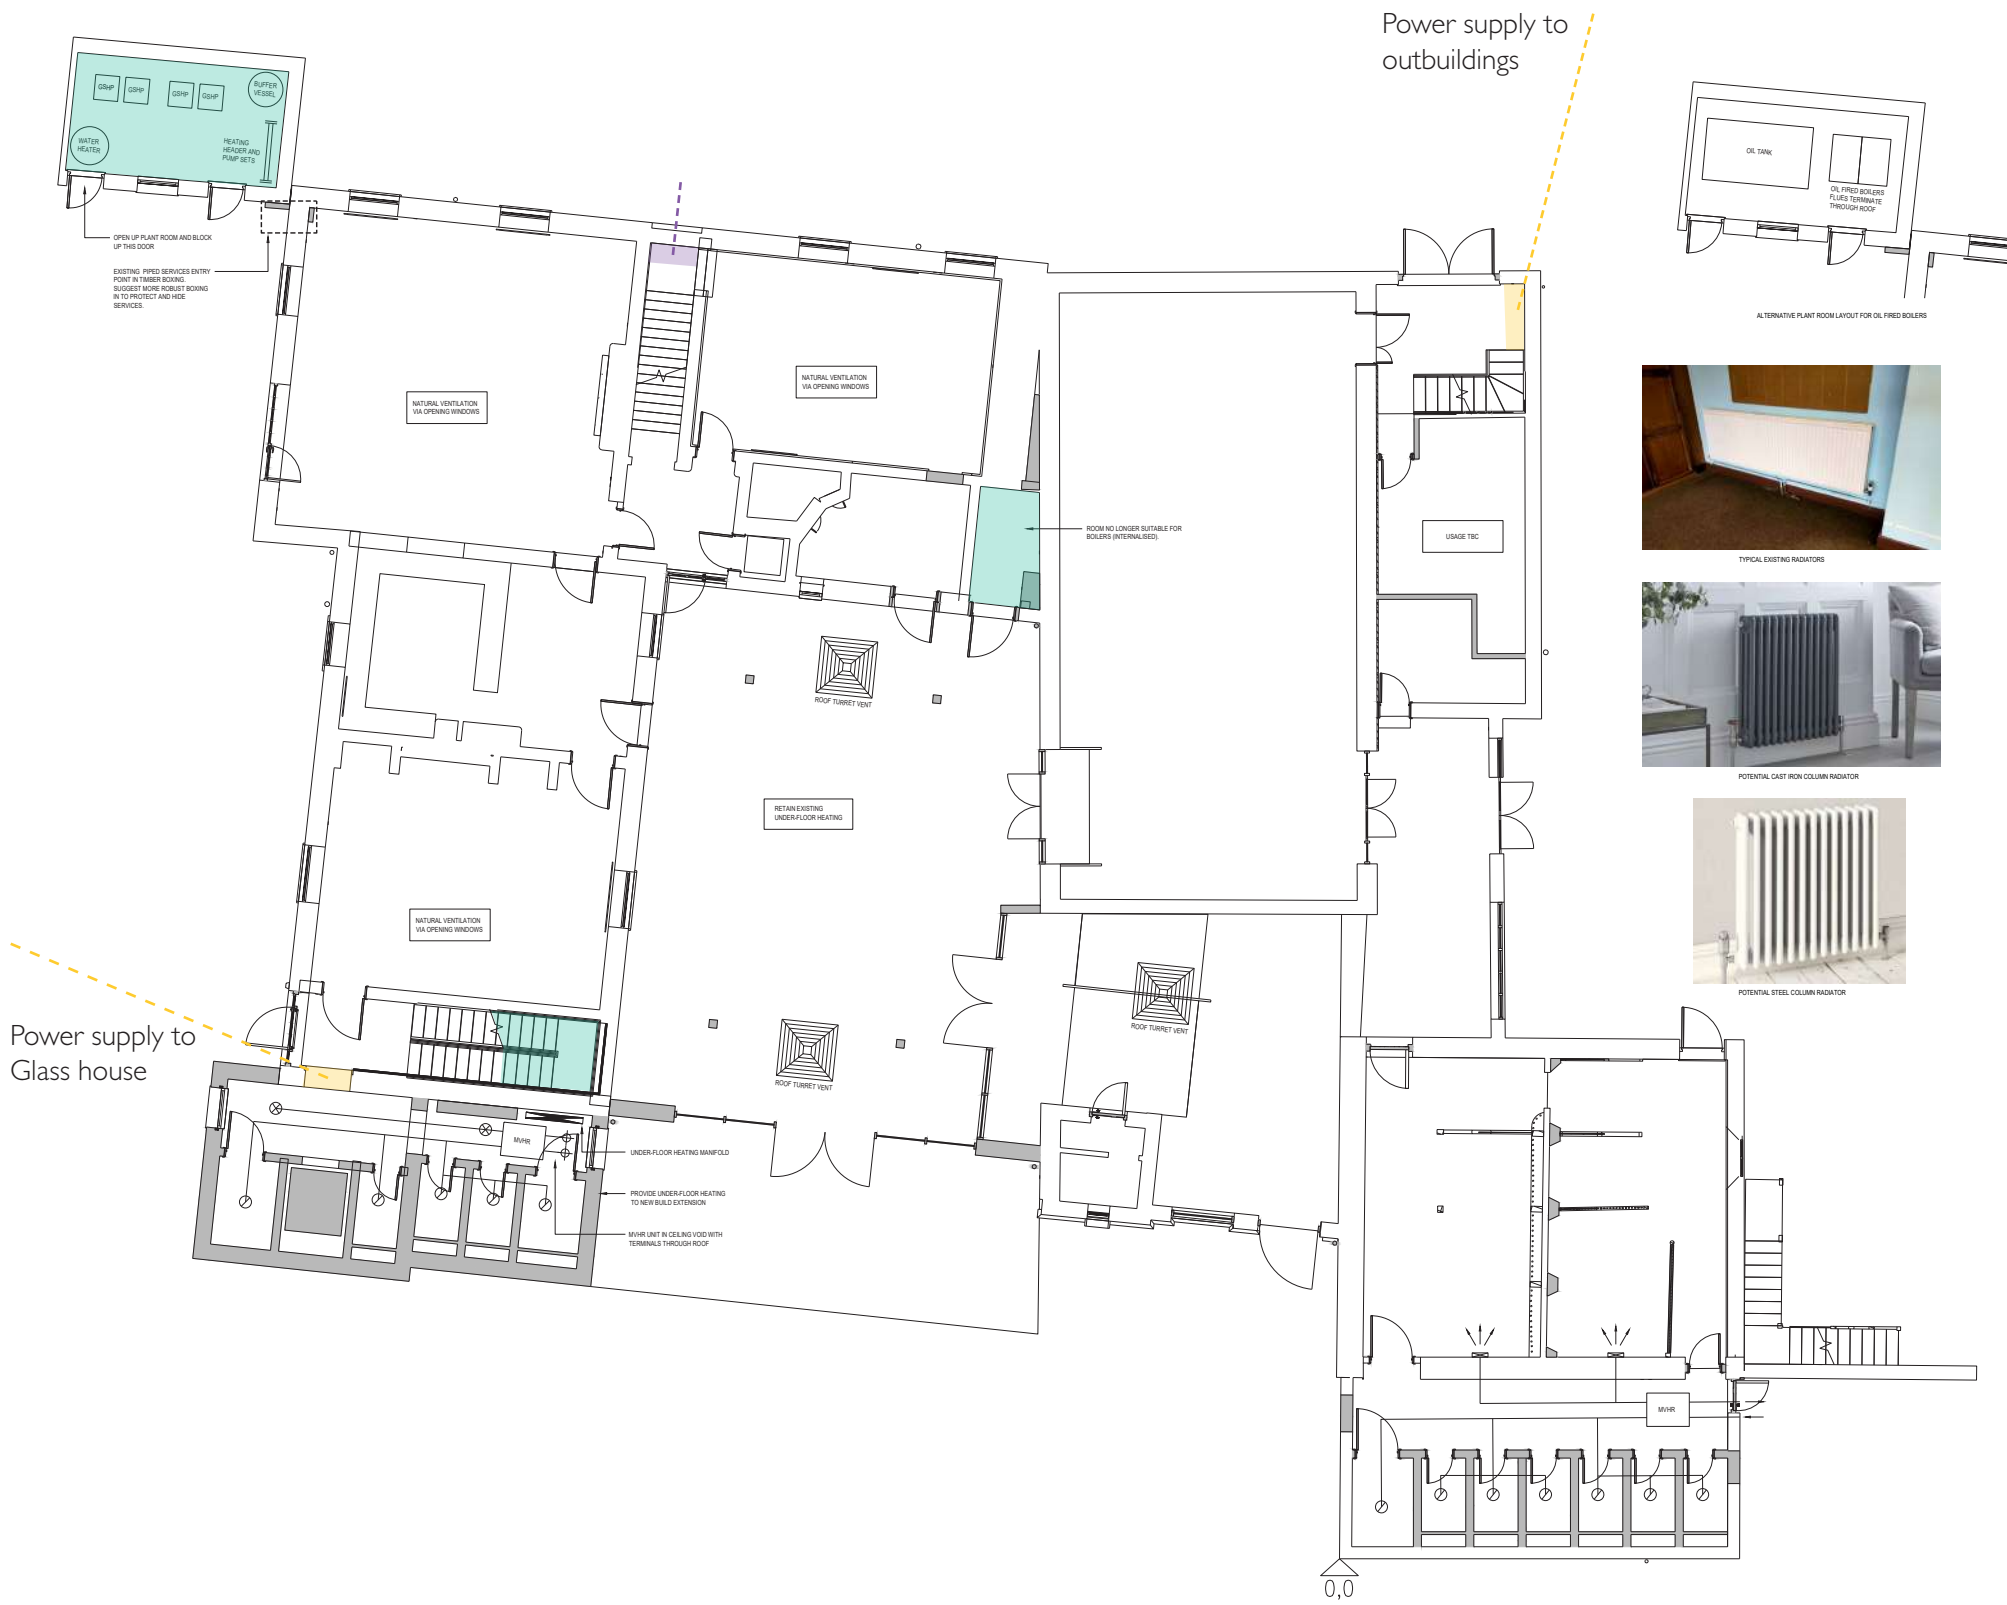 Power supply to
outbuildings
GSHP
GSHP
GSHP
GSHP
BUFFER
VESSEL
WATER
HEATER
HEATING
HEADER AND
PUMP SETS
OPEN UP PLANT ROOM AND BLOCK
UP THIS DOOR
EXISTING PIPED SERVICES ENTRY
POINT IN TIMBER BOXING.
SUGGEST MORE ROBUST BOXING
IN TO PROTECT AND HIDE
SERVICES.
OIL TANK
OIL FIRED BOILERS
FLUES TERMINATE
THROUGH ROOF
ALTERNATIVE PLANT ROOM LAYOUT FOR OIL FIRED BOILERS
NATURAL VENTILATION
VIA OPENING WINDOWS
NATURAL VENTILATION
VIA OPENING WINDOWS
ROOM NO LONGER SUITABLE FOR
BOILERS (INTERNALISED).
USAGE TBC
TYPICAL EXISTING RADIATORS
ROOF TURRET VENT
POTENTIAL CAST IRON COLUMN RADIATOR
RETAIN EXISTING
UNDER-FLOOR HEATING
NATURAL VENTILATION
VIA OPENING WINDOWS
POTENTIAL STEEL COLUMN RADIATOR
Power supply to
Glass house
ROOF TURRET VENT
ROOF TURRET VENT
MVHR
UNDER-FLOOR HEATING MANIFOLD
PROVIDE UNDER-FLOOR HEATING
TO NEW BUILD EXTENSION
MVHR UNIT IN CEILING VOID WITH
TERMINALS THROUGH ROOF
MVHR
0,0